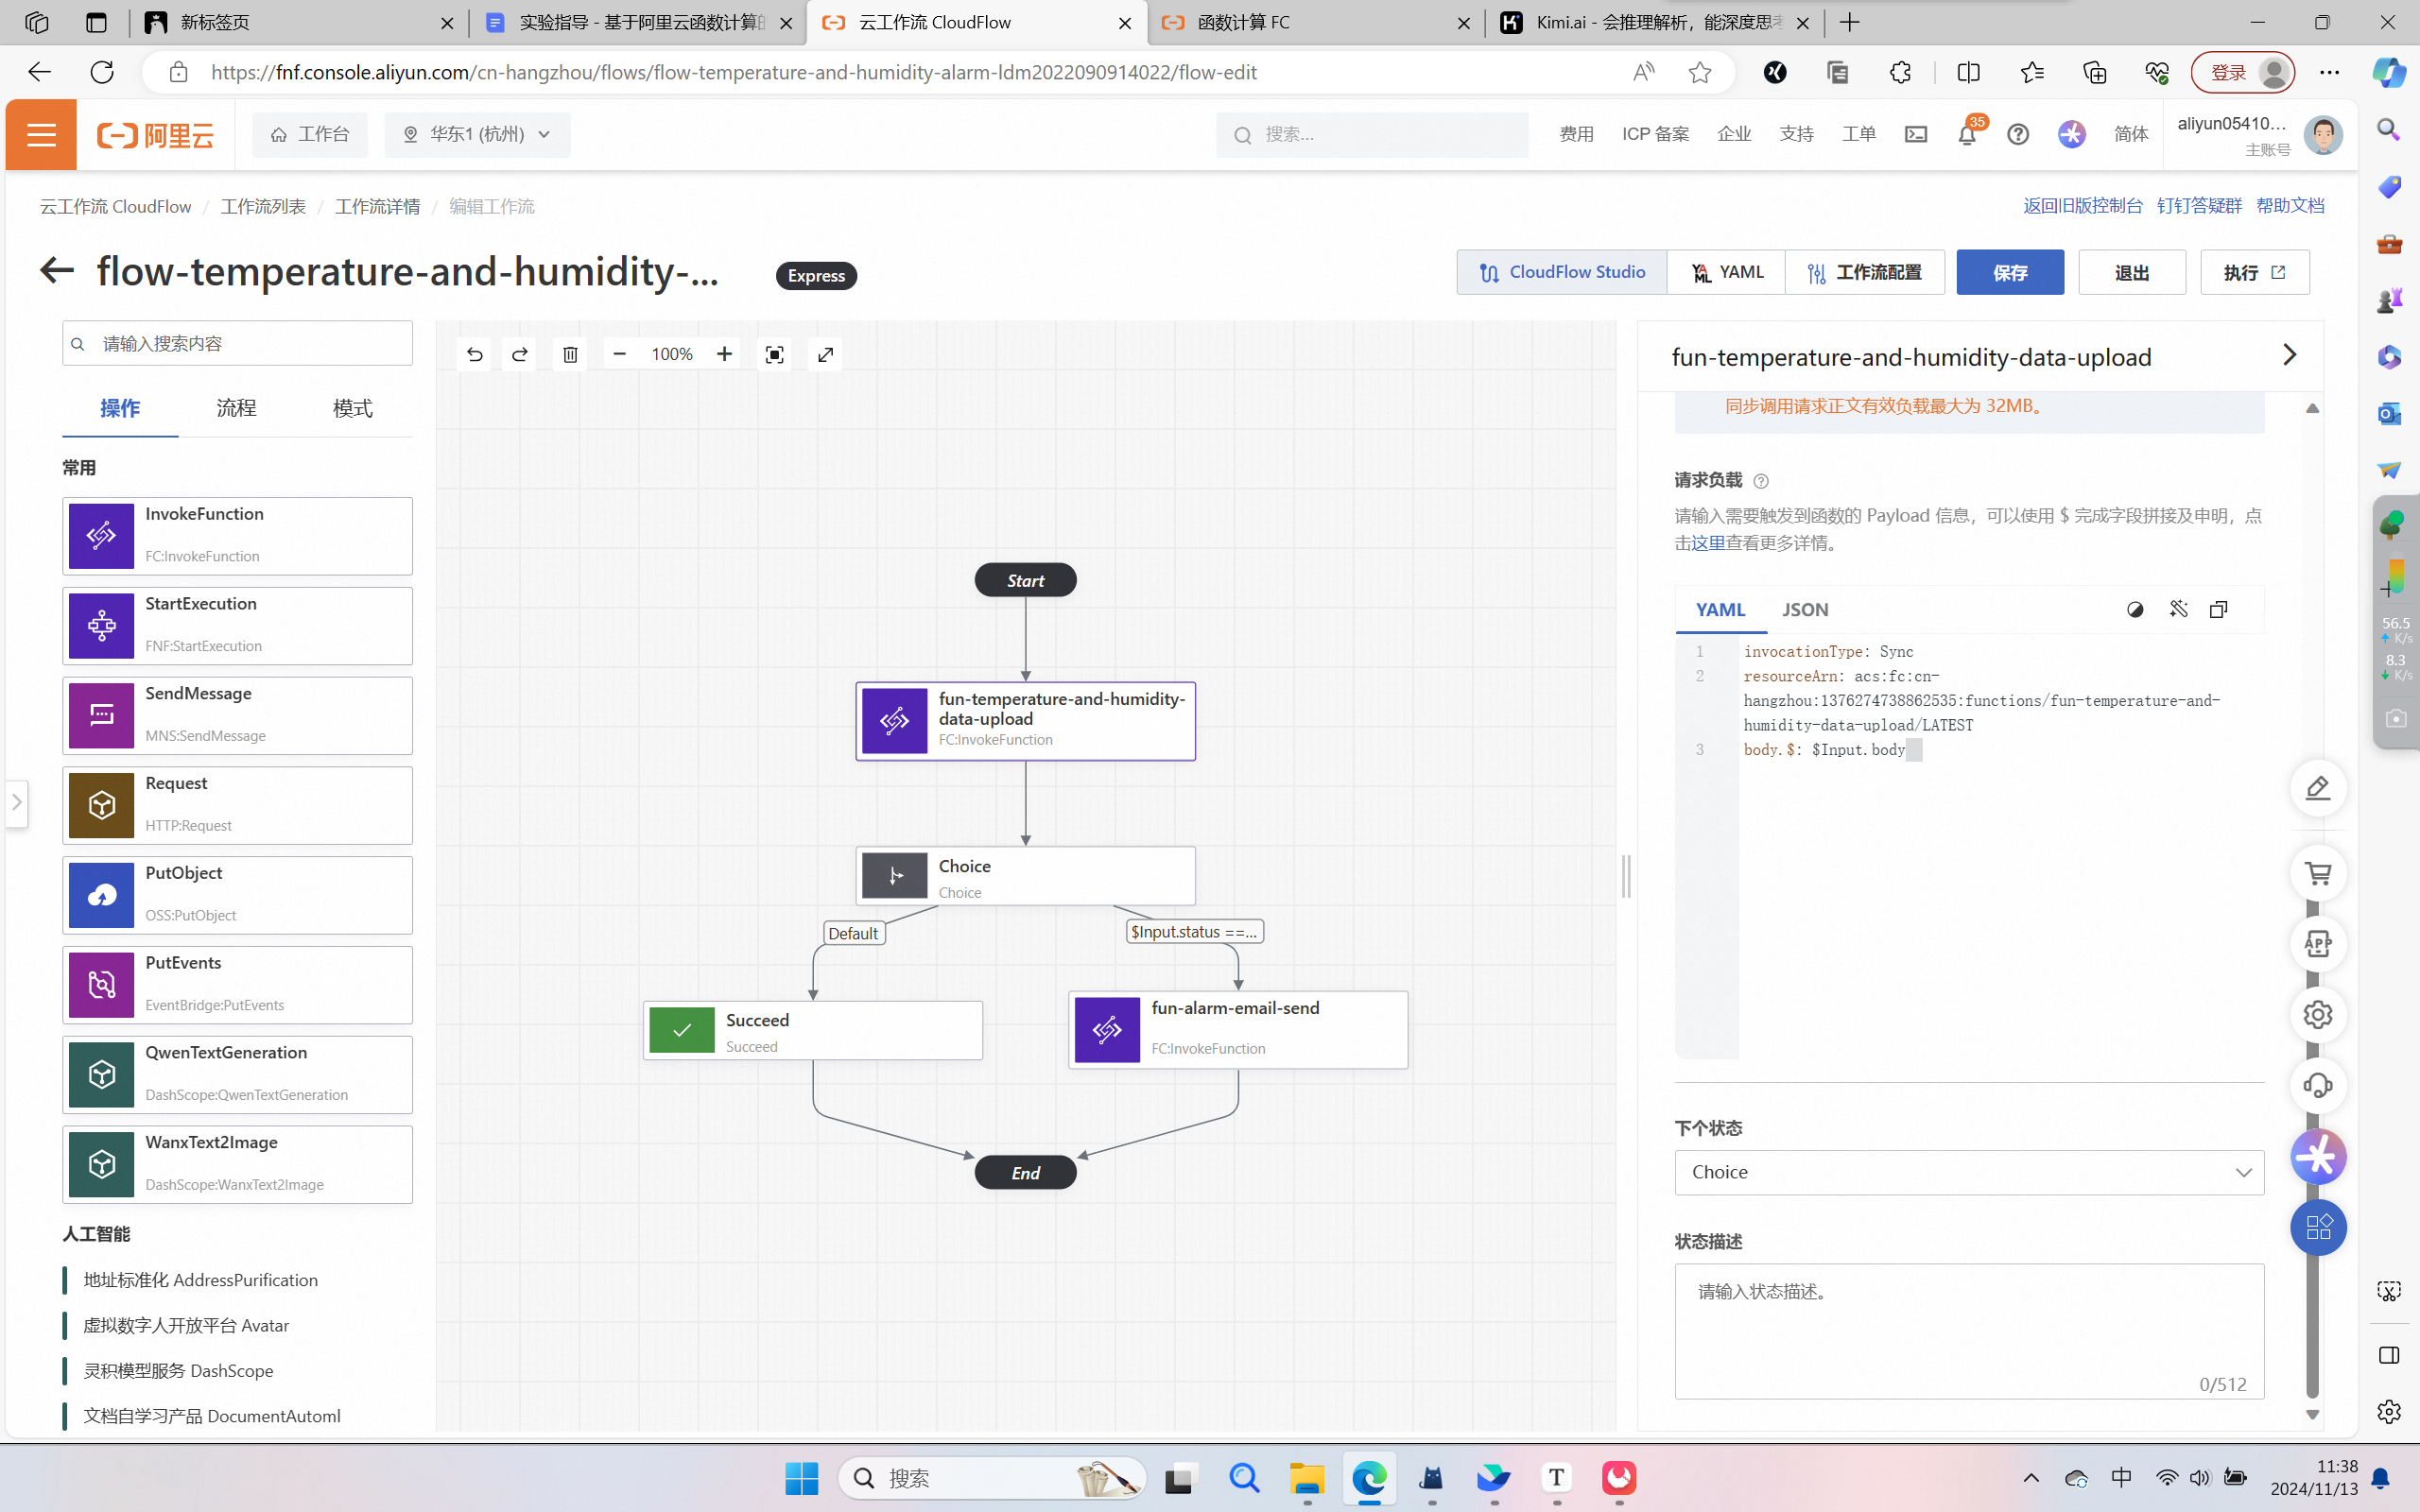 新标签页
实验指导 - 基于阿里云函数计算的
云工作流 CloudFlow
函数计算 FC
Kimi.ai - 会推理解析，能深度思考
https://fnf.console.aliyun.com/cn-hangzhou/flows/flow-temperature-and-humidity-alarm-ldm2022090914022/flow-edit
登录
阿里云
工作台
华东1 (杭州)
搜索...
费用
ICP 备案
企业
支持
工单
35
简体
aliyun05410...
主账号
云工作流 CloudFlow / 工作流列表 / 工作流详情 / 编辑工作流
返回旧版控制台 钉钉答疑群 帮助文档
flow-temperature-and-humidity-...
Express
CloudFlow Studio
YAML
工作流配置
保存
退出
执行
请输入搜索内容
操作
流程
模式
常用
InvokeFunction
FC:InvokeFunction
StartExecution
FNF:StartExecution
SendMessage
MNS:SendMessage
Request
HTTP:Request
PutObject
OSS:PutObject
PutEvents
EventBridge:PutEvents
QwenTextGeneration
DashScope:QwenTextGeneration
WanxText2Image
DashScope:WanxText2Image
人工智能
地址标准化 AddressPurification
虚拟数字人开放平台 Avatar
灵积模型服务 DashScope
文档自学习产品 DocumentAutoml
100%
Start
fun-temperature-and-humidity-
data-upload
FC:InvokeFunction
Choice
Choice
Default
$Input.status ==...
Succeed
Succeed
fun-alarm-email-send
FC:InvokeFunction
End
fun-temperature-and-humidity-data-upload
同步调用请求正文有效负载最大为 32MB。
请求负载
请输入需要触发到函数的 Payload 信息，可以使用 $ 完成字段拼接及申明，点
击这里查看更多详情。
YAML
JSON
1 invocationType: Sync
2 resourceArn: acs:fc:cn-
hangzhou:1376274738862535:functions/fun-temperature-and-
humidity-data-upload/LATEST
3 body.$: $Input.body
下个状态
Choice
状态描述
请输入状态描述。
0/512
56.5
K/s
8.3
K/s
APP
搜索
中
11:38
2024/11/13